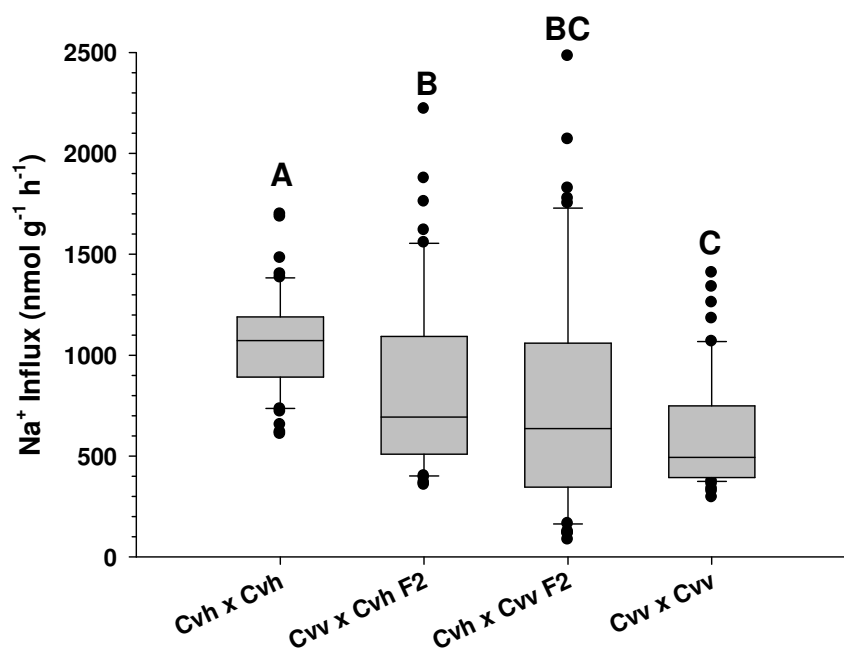 BC
2500
B
2000
A
1500
C
1000
500
0
Na⁺ Influx (nmol g⁻¹ h⁻¹)
Cvh x Cvh
Cvv x Cvh F2
Cvh x Cvv F2
Cvv x Cvv